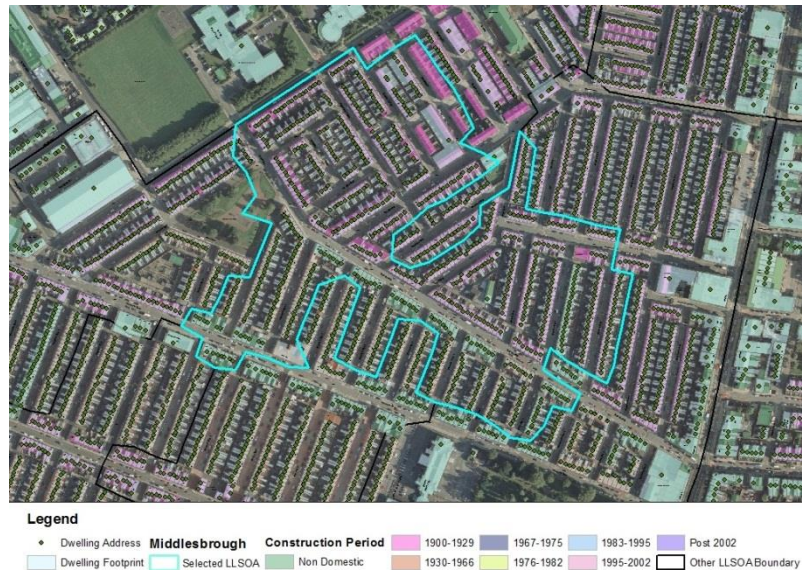 Legend
Dwelling Address Middlesbrough Construction Period 1900-1929 1967-1975 1983-1995 Post 2002
Dwelling Footprint Selected LLSOA Non Domestic 1930-1966 1976-1982 1995-2002 Other LLSOA Boundary